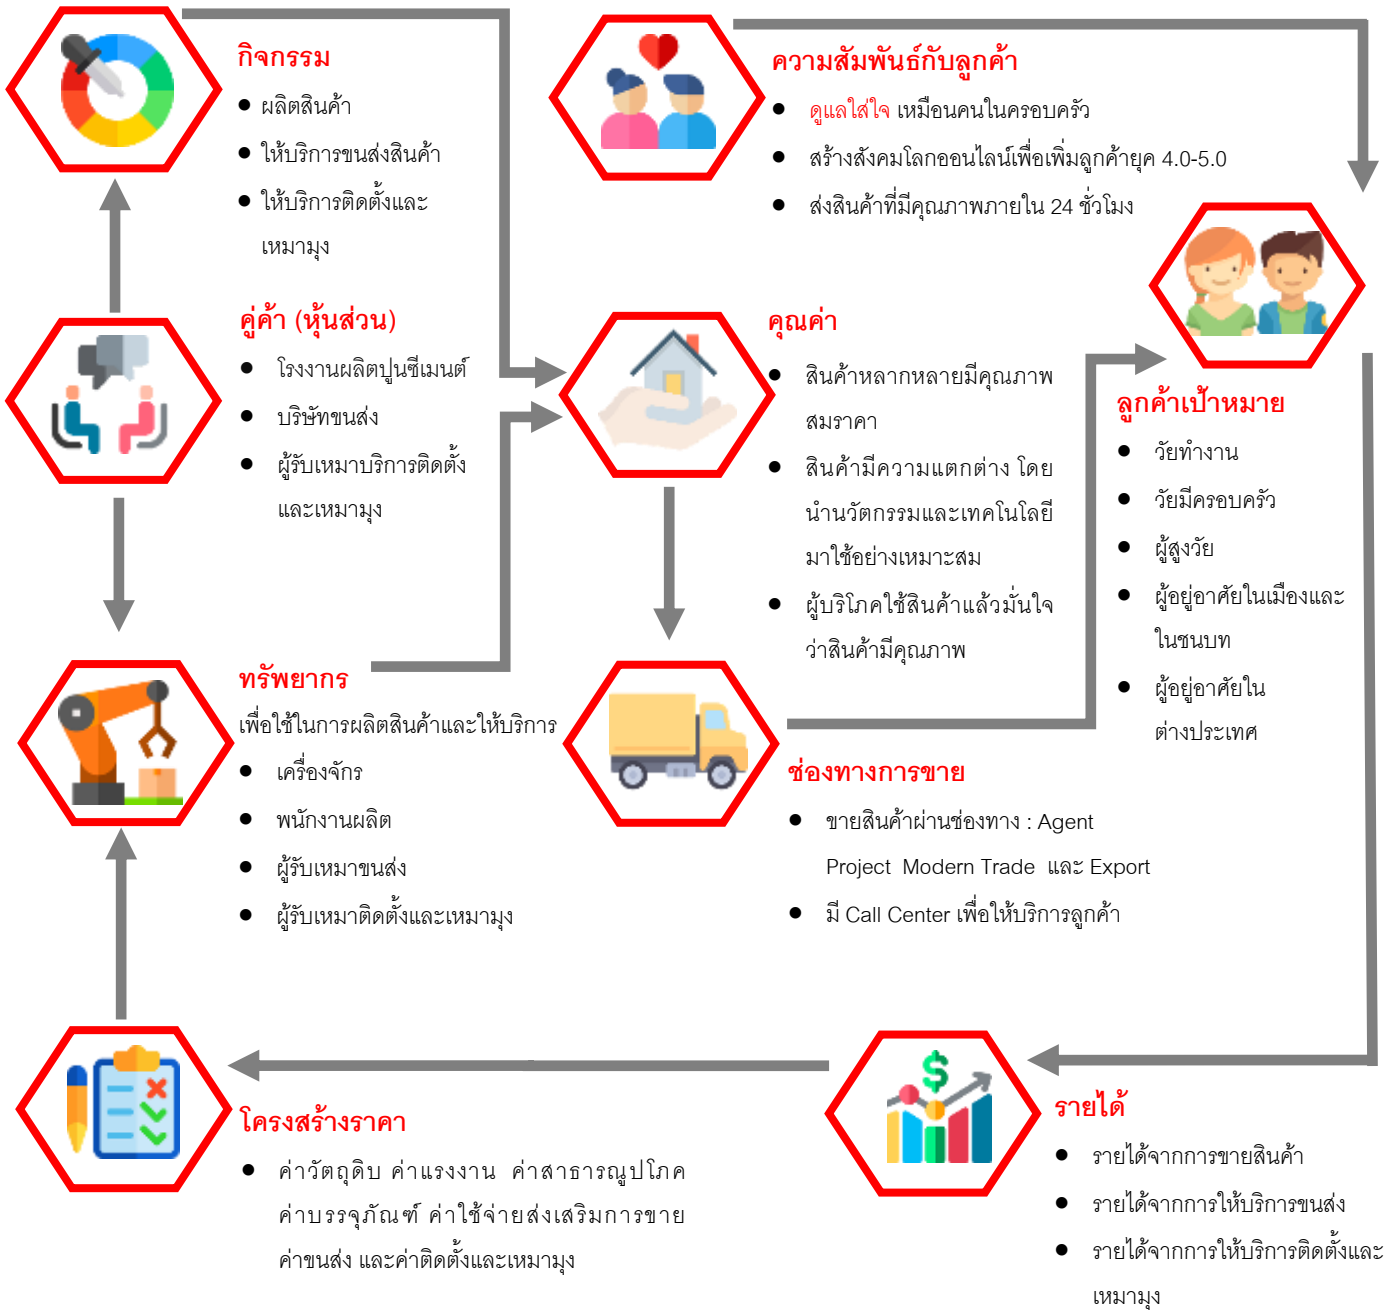 กิจกรรม
● ผลิตสินค้า
● ให้บริการขนส่งสินค้า
● ให้บริการติดตั้งและ
เหมามุง
ความสัมพันธ์กับลูกค้า
● ดูแลใส่ใจ เหมือนคนในครอบครัว
● สร้างสังคมโลกออนไลน์เพื่อเพิ่มลูกค้ายุค 4.0-5.0
● ส่งสินค้าที่มีคุณภาพภายใน 24 ชั่วโมง
คู่ค้า (หุ้นส่วน)
● โรงงานผลิตปูนซีเมนต์
● บริษัทขนส่ง
● ผู้รับเหมาบริการติดตั้ง
และเหมามุง
คุณค่า
● สินค้าหลากหลายมีคุณภาพ
สมราคา
● สินค้ามีความแตกต่าง โดย
นำนวัตกรรมและเทคโนโลยี
มาใช้อย่างเหมาะสม
● ผู้บริโภคใช้สินค้าแล้วมั่นใจ
ว่าสินค้ามีคุณภาพ
ลูกค้าเป้าหมาย
● วัยทำงาน
● วัยมีครอบครัว
● ผู้สูงวัย
● ผู้อยู่อาศัยในเมืองและ
ในชนบท
● ผู้อยู่อาศัยใน
ต่างประเทศ
ทรัพยากร
เพื่อใช้ในการผลิตสินค้าและให้บริการ
● เครื่องจักร
● พนักงานผลิต
● ผู้รับเหมาขนส่ง
● ผู้รับเหมาติดตั้งและเหมามุง
ช่องทางการขาย
● ขายสินค้าผ่านช่องทาง : Agent
Project Modern Trade และ Export
● มี Call Center เพื่อให้บริการลูกค้า
โครงสร้างราคา
● ค่าวัตถุดิบ ค่าแรงงาน ค่าสาธารณูปโภค
ค่าบรรจุภัณฑ์ ค่าใช้จ่ายส่งเสริมการขาย
ค่าขนส่ง และค่าติดตั้งและเหมามุง
รายได้
● รายได้จากการขายสินค้า
● รายได้จากการให้บริการขนส่ง
● รายได้จากการให้บริการติดตั้งและ
เหมามุง